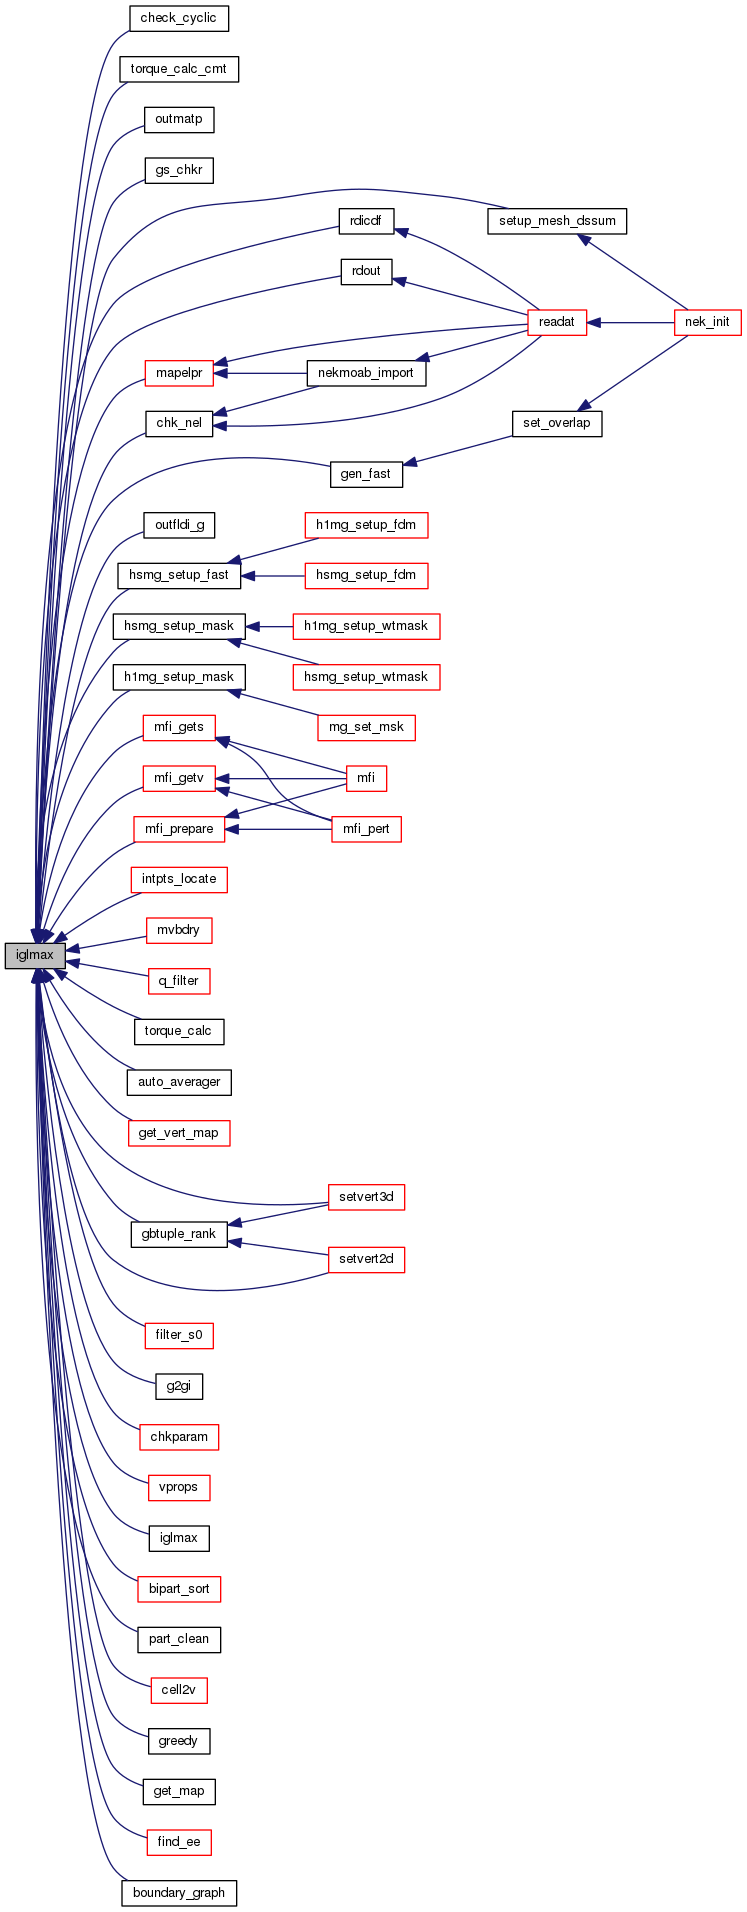 check_cyclic
torque_calc_cmt
outmatp
gs_chkr
setup_mesh_dssum
rdicdf
rdout
readat
nek_init
mapelpr
nekmoab_import
chk_nel
set_overlap
gen_fast
outfldi_g
h1mg_setup_fdm
hsmg_setup_fast
hsmg_setup_fdm
hsmg_setup_mask
h1mg_setup_wtmask
hsmg_setup_wtmask
h1mg_setup_mask
mg_set_msk
mfi_gets
mfi_getv
mfi
mfi_prepare
mfi_pert
intpts_locate
mvbdry
iglmax
q_filter
torque_calc
auto_averager
get_vert_map
setvert3d
gbtuple_rank
setvert2d
filter_s0
g2gi
chkparam
vprops
iglmax
bipart_sort
part_clean
cell2v
greedy
get_map
find_ee
boundary_graph